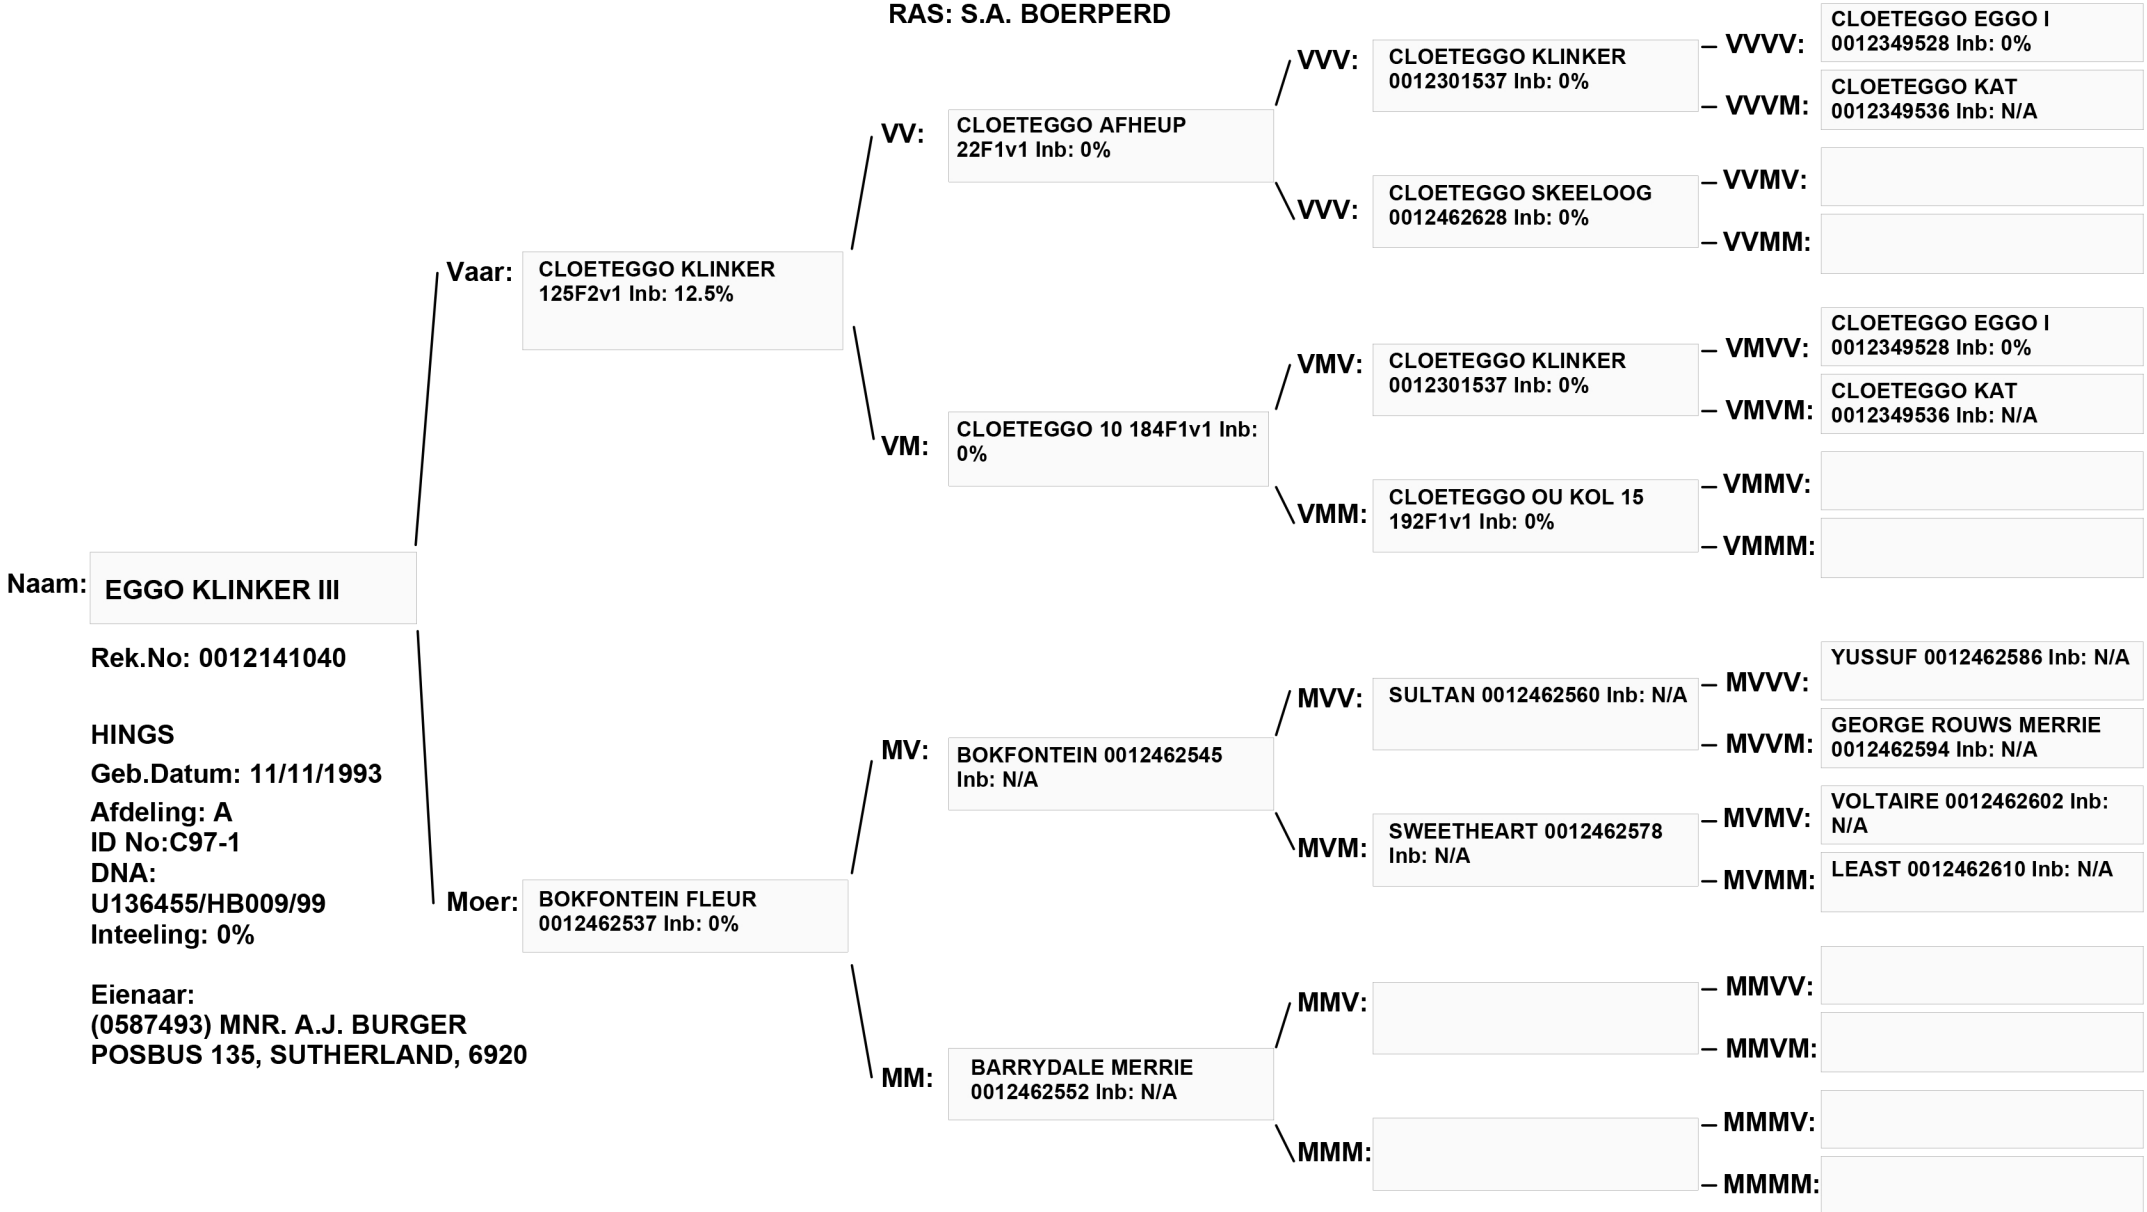 RAS: S.A. BOERPERD
Naam:
EGGO KLINKER III
Rek.No: 0012141040
HINGS
Geb.Datum: 11/11/1993
Afdeling: A
ID No:C97-1
DNA:
U136455/HB009/99
Inteeling: 0%
Eienaar:
(0587493) MNR. A.J. BURGER
POSBUS 135, SUTHERLAND, 6920
Vaar:
CLOETEGGO KLINKER
125F2v1 Inb: 12.5%
Moer:
BOKFONTEIN FLEUR
0012462537 Inb: 0%
VV:
CLOETEGGO AFHEUP
22F1v1 Inb: 0%
VM:
CLOETEGGO 10 184F1v1 Inb:
0%
MV:
BOKFONTEIN 0012462545
Inb: N/A
MM:
BARRYDALE MERRIE
0012462552 Inb: N/A
VVV:
CLOETEGGO KLINKER
0012301537 Inb: 0%
VVV:
CLOETEGGO SKEELOOG
0012462628 Inb: 0%
VMV:
CLOETEGGO KLINKER
0012301537 Inb: 0%
VMM:
CLOETEGGO OU KOL 15
192F1v1 Inb: 0%
MVV:
SULTAN 0012462560 Inb: N/A
MVM:
SWEETHEART 0012462578
Inb: N/A
MMV:
MMM:
VVVV:
CLOETEGGO EGGO I
0012349528 Inb: 0%
VVVM:
CLOETEGGO KAT
0012349536 Inb: N/A
VVMV:
VVMM:
VMVV:
CLOETEGGO EGGO I
0012349528 Inb: 0%
VMVM:
CLOETEGGO KAT
0012349536 Inb: N/A
VMMV:
VMMM:
MVVV:
YUSSUF 0012462586 Inb: N/A
MVVM:
GEORGE ROUWS MERRIE
0012462594 Inb: N/A
MVMV:
VOLTAIRE 0012462602 Inb:
N/A
MVMM:
LEAST 0012462610 Inb: N/A
MMVV:
MMVM:
MMMV:
MMMM: